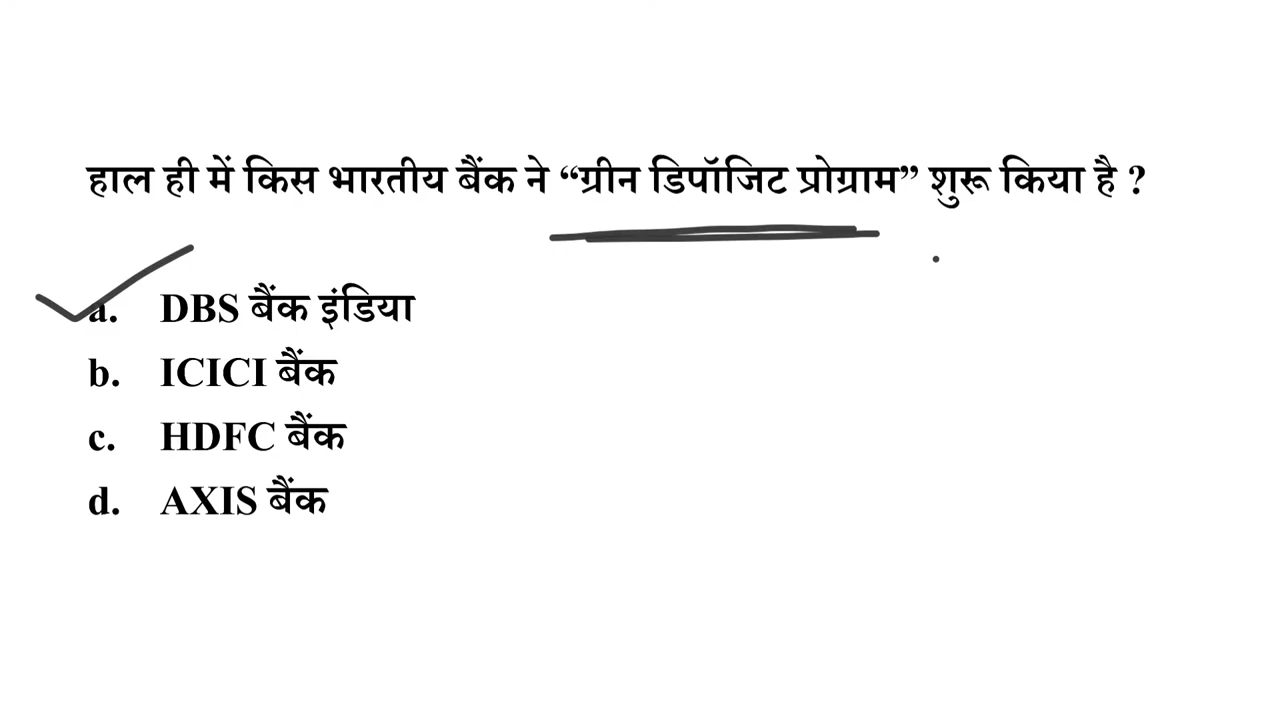 हाल ही में किस भारतीय बैंक ने “ग्रीन डिपॉजिट प्रोग्राम” शुरू किया है ?
a. DBS बैंक इंडिया
b. ICICI बैंक
c. HDFC बैंक
d. AXIS बैंक